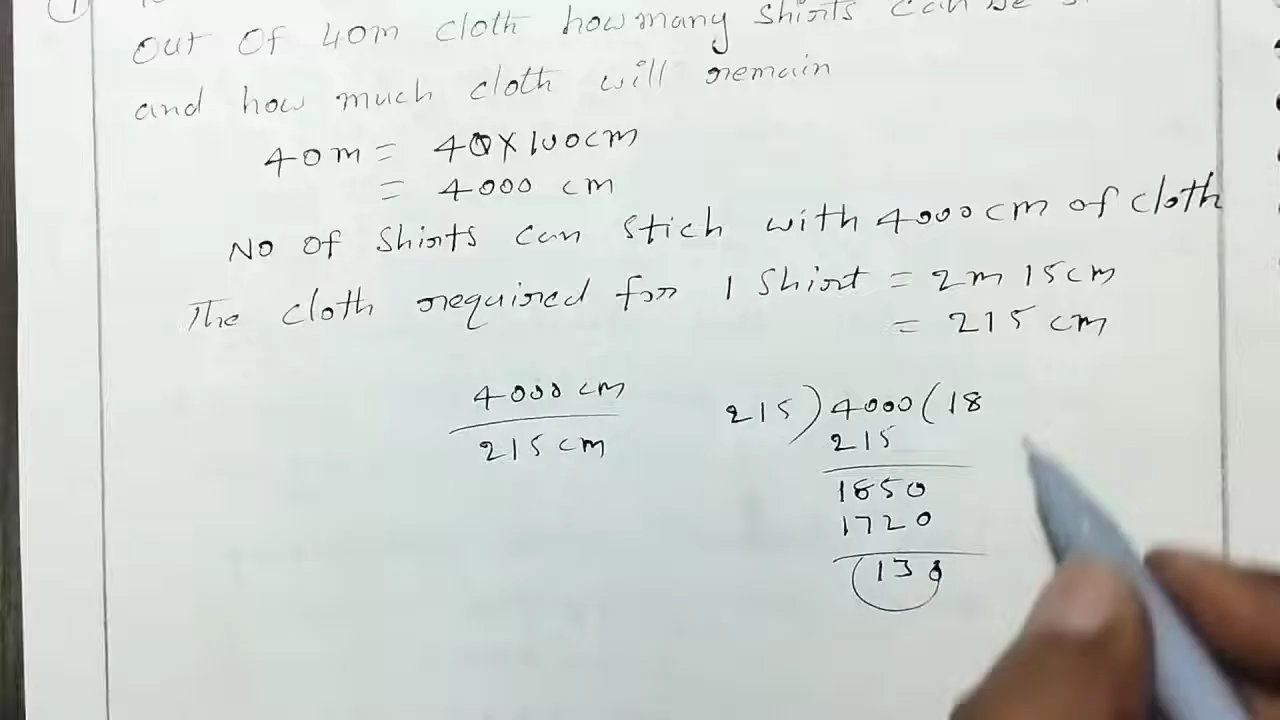 out of 40m cloth how many shirts can be
and how much cloth will remain
40m = 40 X 100cm
= 4000 cm
No of shirts can stich with 4000cm of cloth
The cloth required for 1 shirt = 2m 15cm
= 215 cm
4000 cm
215 cm
215 ) 4000 ( 18
215
1850
1720
130